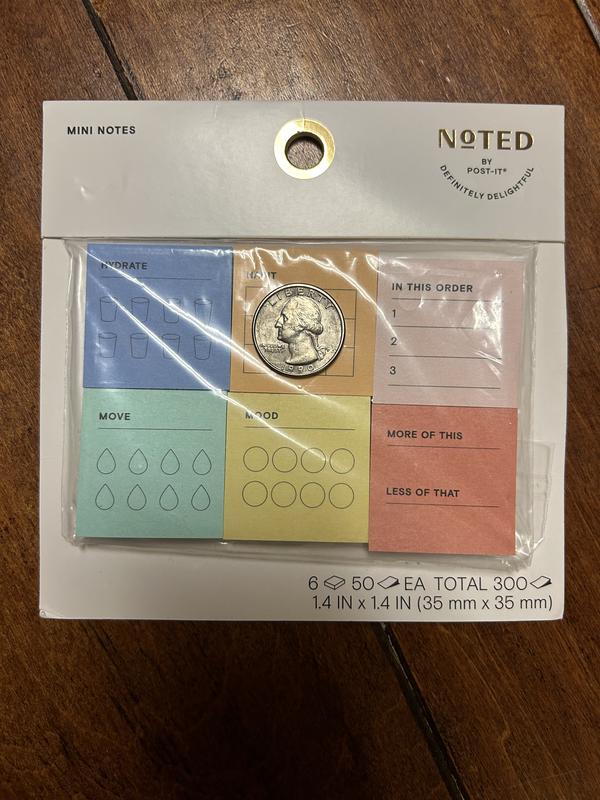 MINI NOTES
NOTED
BY
POST-IT®
DEFINITELY DELIGHTFUL
HYDRATE
HABIT
LIBERTY
1990
IN THIS ORDER
1
2
3
MOVE
MOOD
MORE OF THIS
LESS OF THAT
6 50 EA TOTAL 300
1.4 IN x 1.4 IN (35 mm x 35 mm)